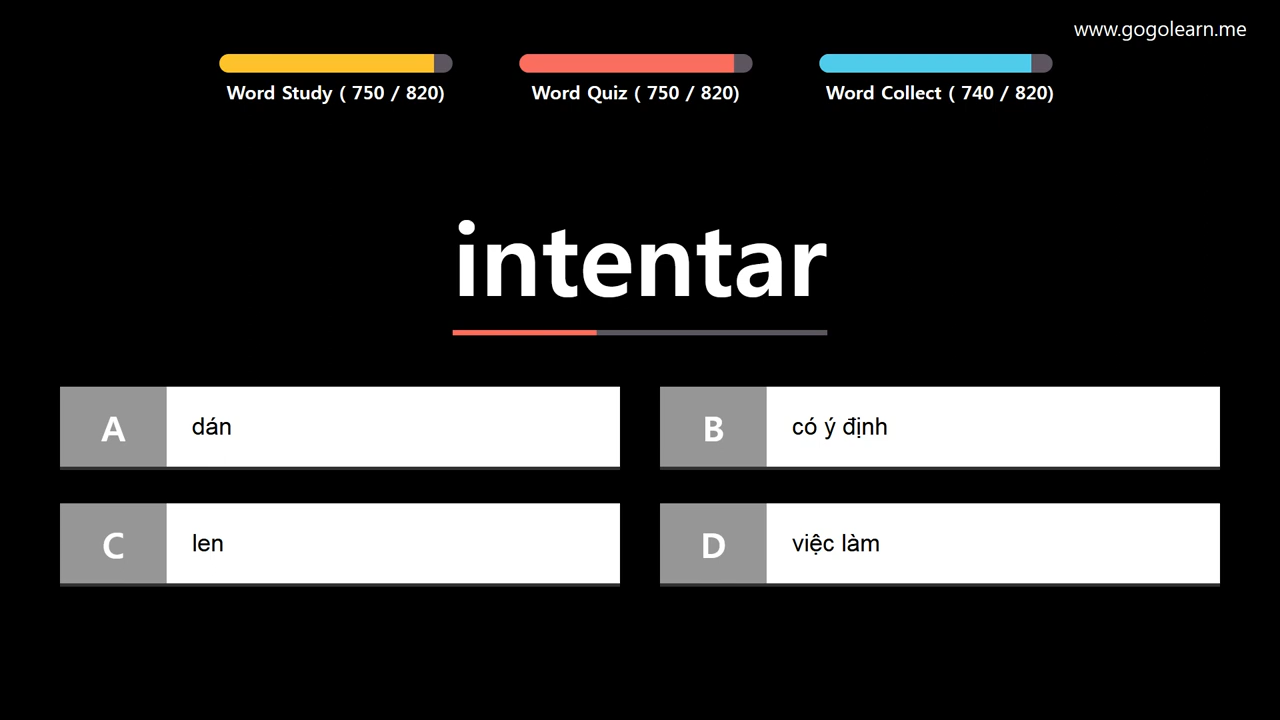 www.gogolearn.me
Word Study ( 750 / 820)
Word Quiz ( 750 / 820)
Word Collect ( 740 / 820)
intentar
A
dán
B
có ý định
C
len
D
việc làm